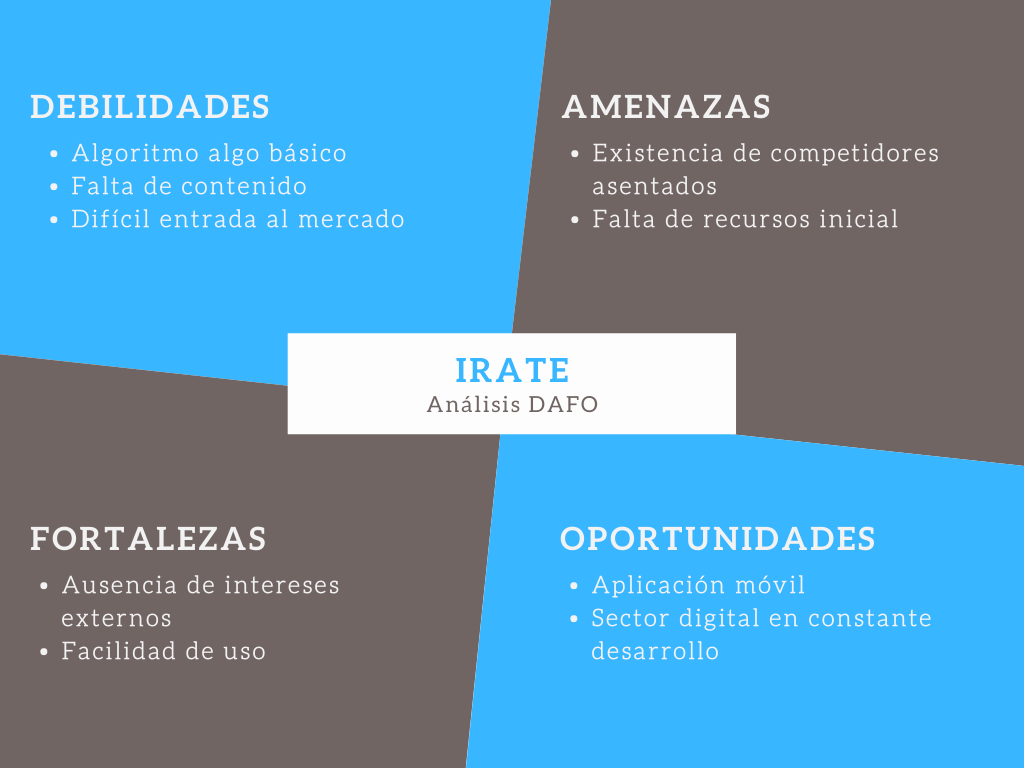 DEBILIDADES
• Algoritmo algo básico
• Falta de contenido
• Difícil entrada al mercado
AMENAZAS
• Existencia de competidores
asentados
• Falta de recursos inicial
IRATE
Análisis DAFO
FORTALEZAS
• Ausencia de intereses
externos
• Facilidad de uso
OPORTUNIDADES
• Aplicación móvil
• Sector digital en constante
desarrollo